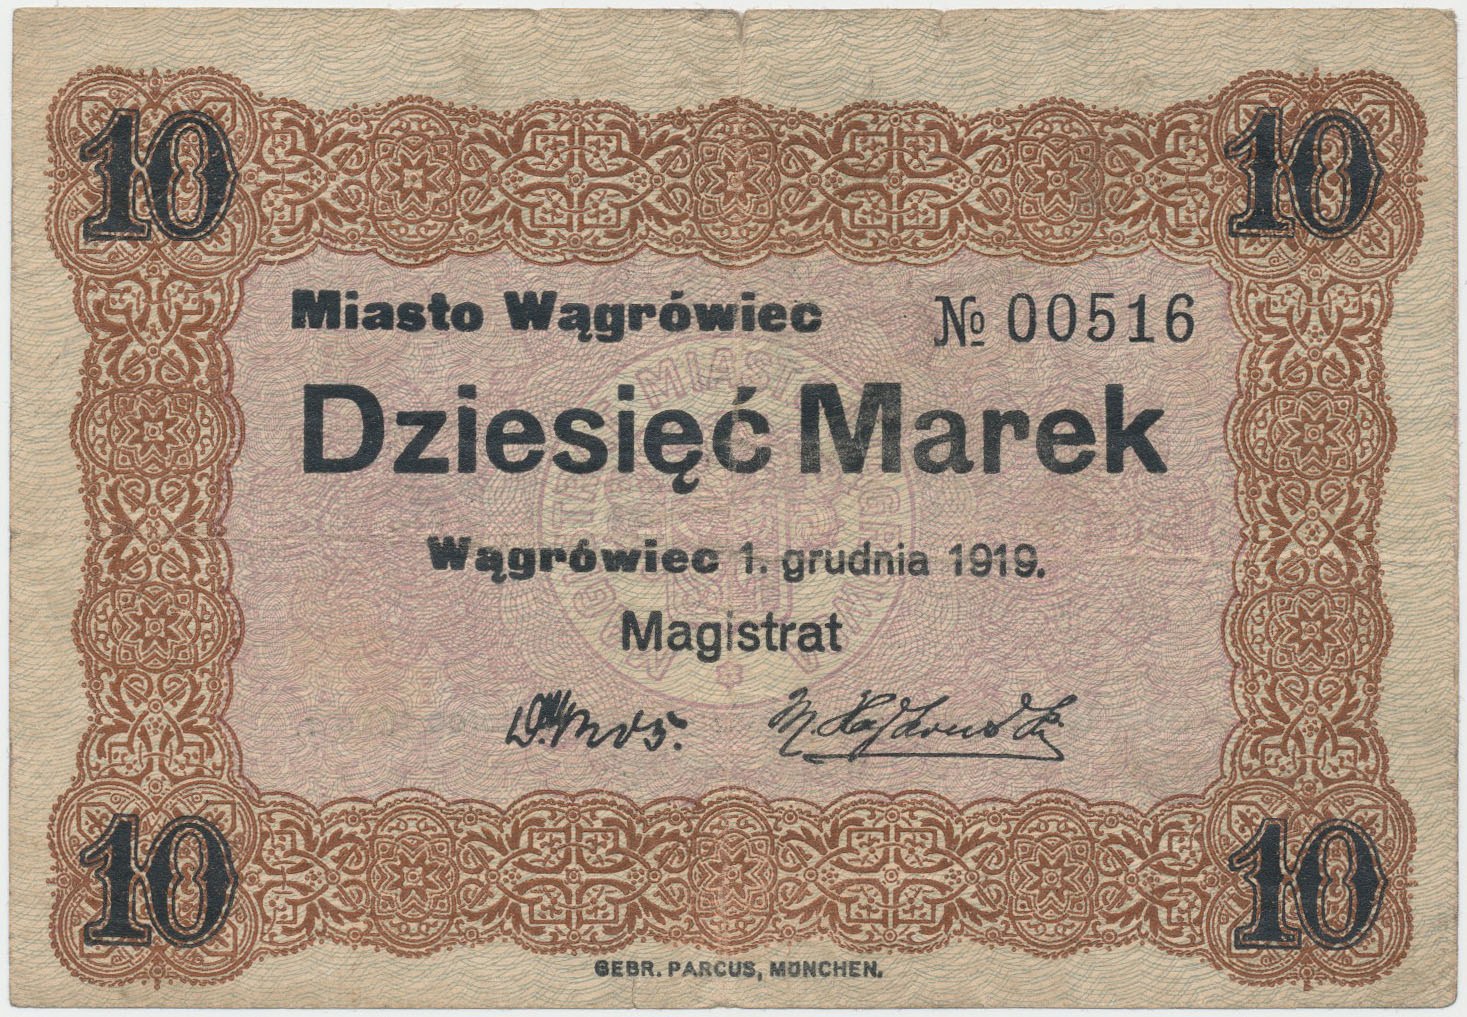 10 10
Miasto Wągrówiec № 00516
Dziesięć Marek
Wągrówiec 1. grudnia 1919.
Magistrat
10 10
GEBR. PARCUS, MÜNCHEN.